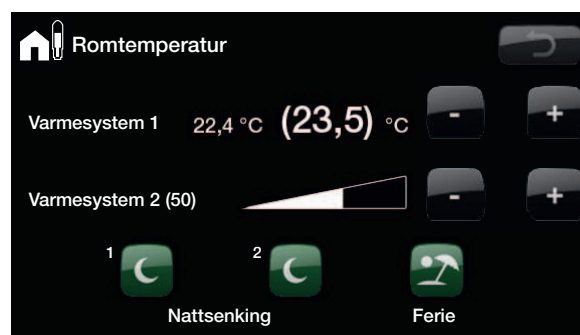 Romtemperatur
Varmesystem 1 22,4 °C (23,5) °C - +
Varmesystem 2 (50) - +
1 2
Nattsenking Ferie